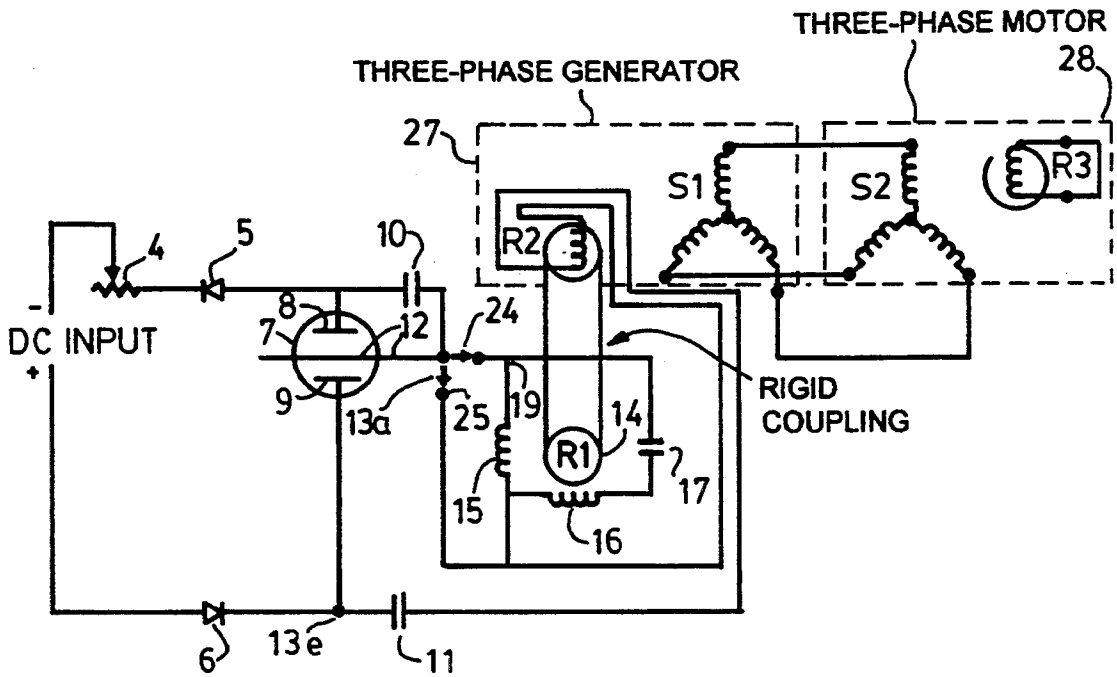 THREE-PHASE MOTOR
28
THREE-PHASE GENERATOR
27
S1
S2
R3
10
5
4
R2
8
12
24
-
DC INPUT
+
7
9
13a
25
19
RIGID
COUPLING
14
R1
15
17
16
6
13e
11